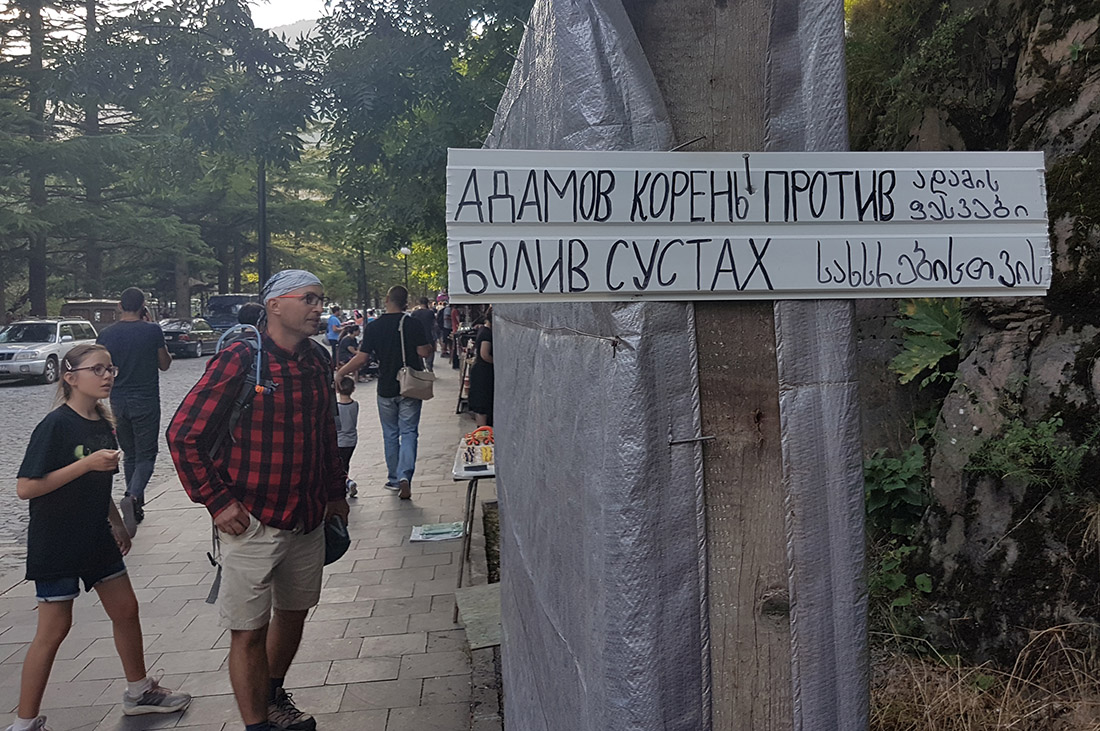 АДАМОВ КОРЕНЬ ПРОТИВ ადამის ფესვები
БОЛИВ СУСТАХ სახსრებისთვის